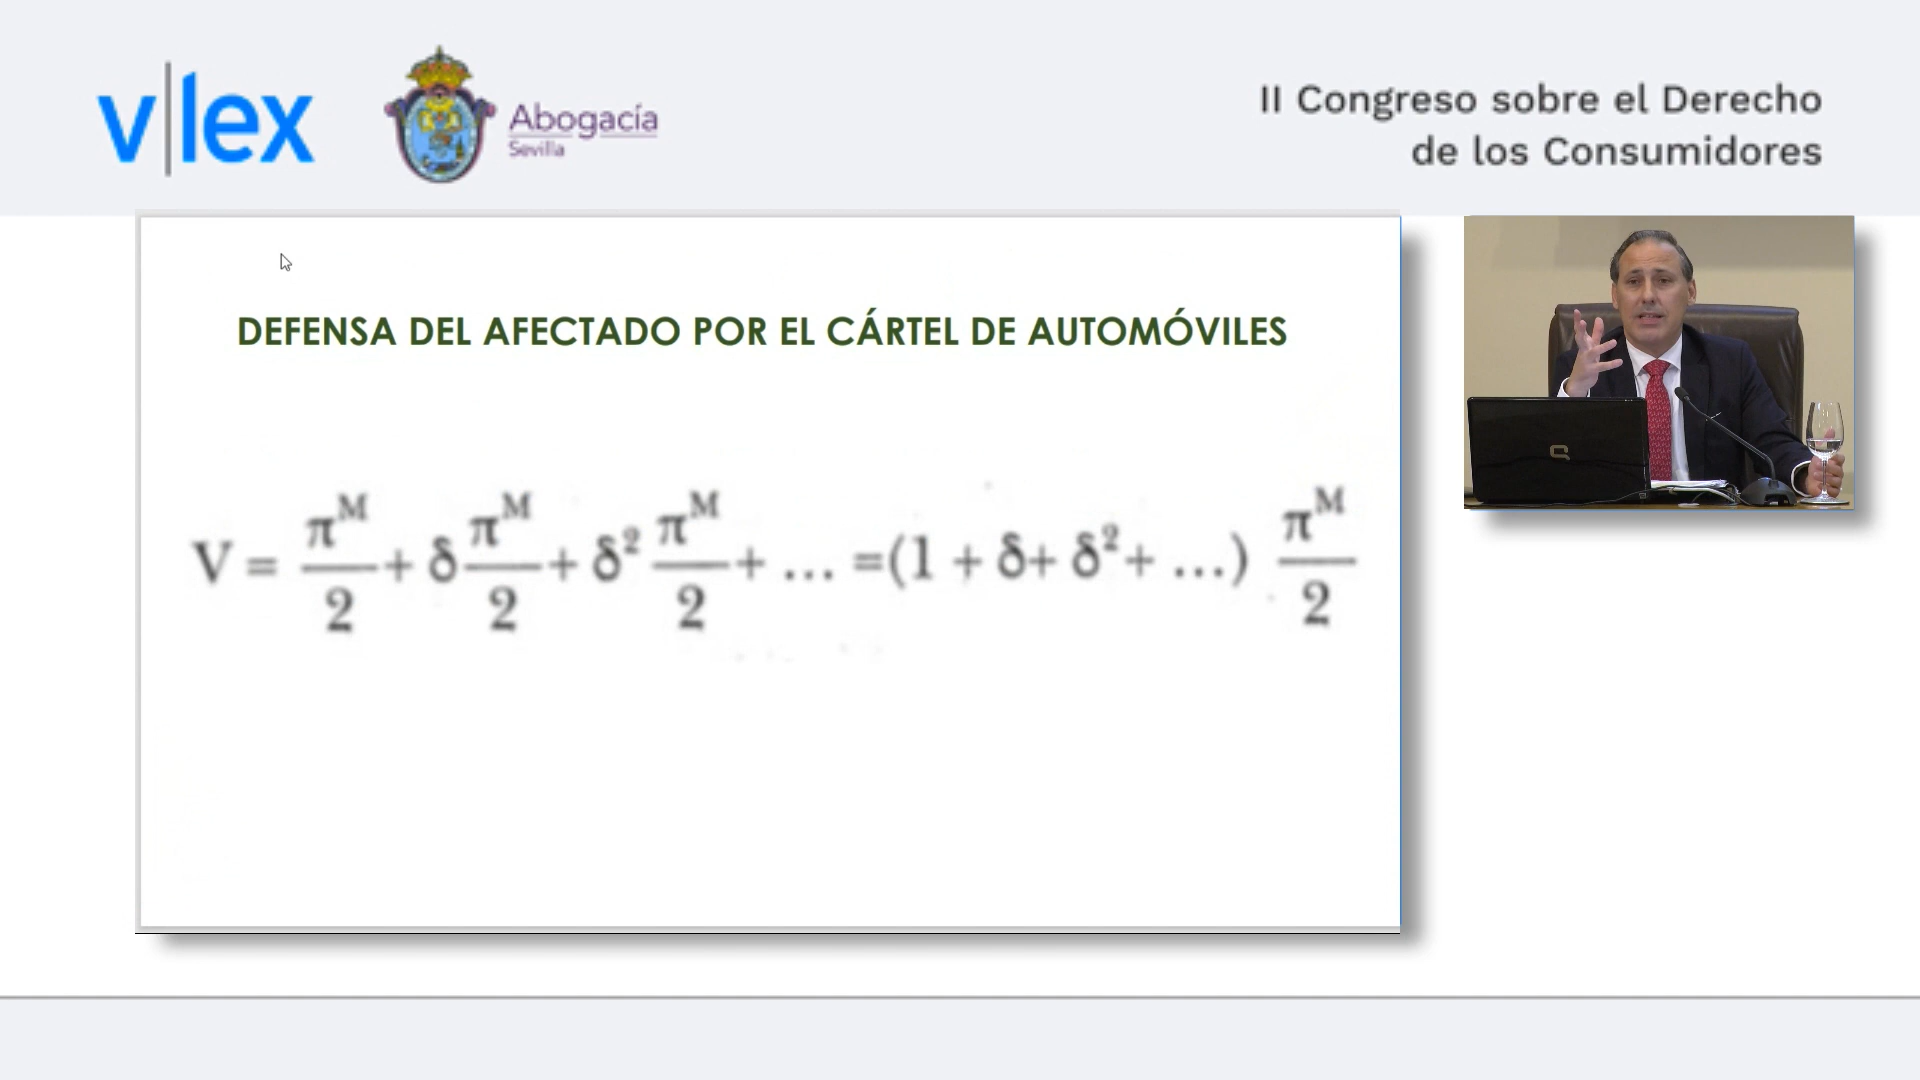 v|lex
Abogacía
Sevilla
II Congreso sobre el Derecho
de los Consumidores
DEFENSA DEL AFECTADO POR EL CÁRTEL DE AUTOMÓVILES
V = π^M/2 + δ π^M/2 + δ² π^M/2 + ... =(1 + δ+ δ²+ ...) π^M/2